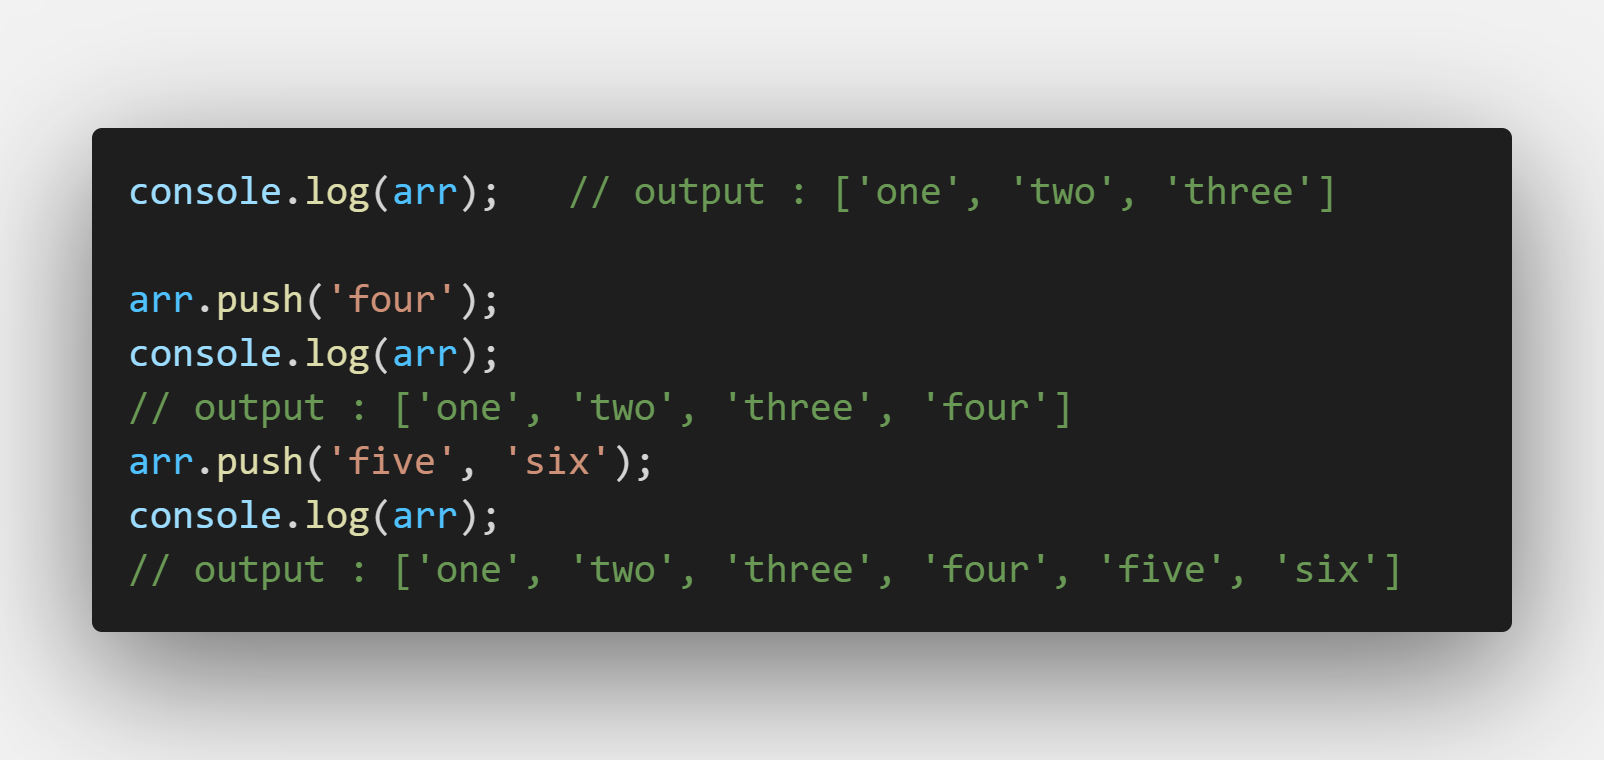 console.log(arr);   // output : ['one', 'two', 'three']
arr.push('four');
console.log(arr);
// output : ['one', 'two', 'three', 'four']
arr.push('five', 'six');
console.log(arr);
// output : ['one', 'two', 'three', 'four', 'five', 'six']